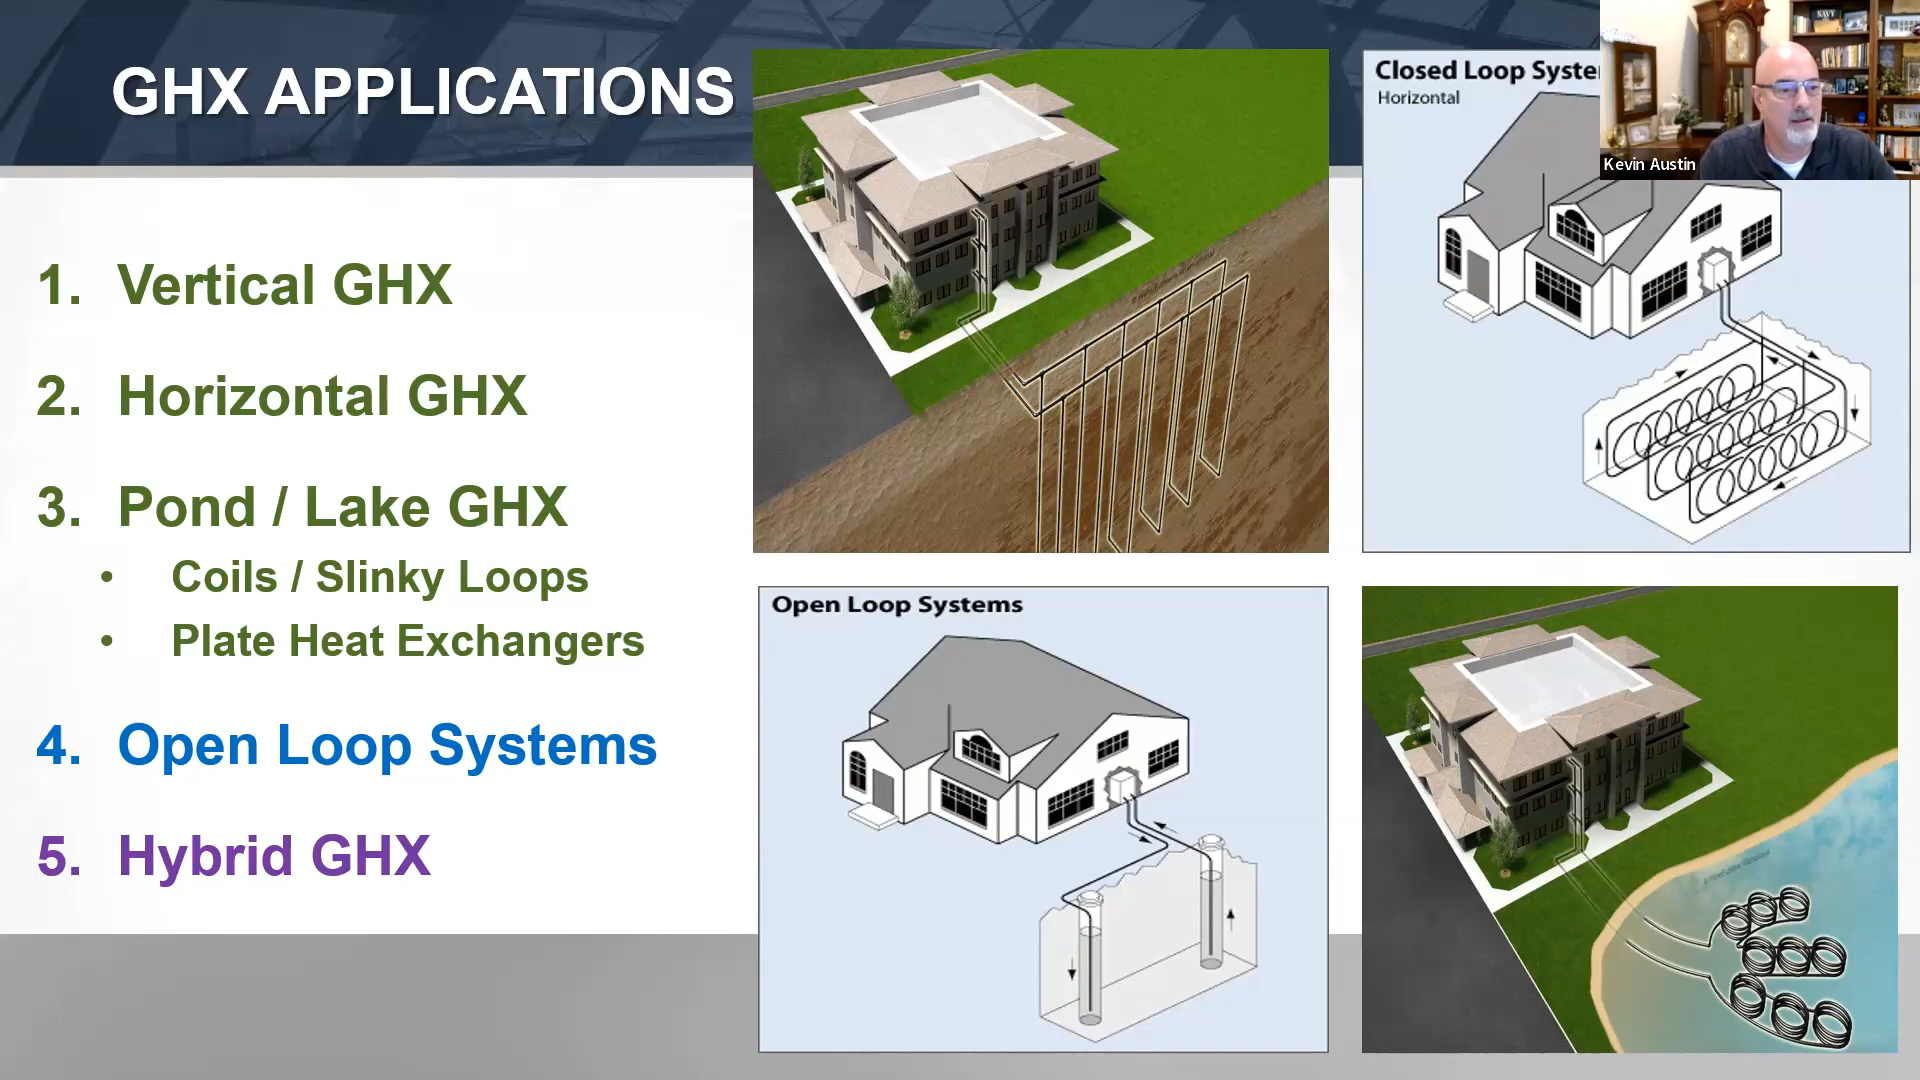 GHX APPLICATIONS
1. Vertical GHX
2. Horizontal GHX
3. Pond / Lake GHX
• Coils / Slinky Loops
• Plate Heat Exchangers
4. Open Loop Systems
5. Hybrid GHX
Closed Loop Syste
Horizontal
Kevin Austin
NAVY
Open Loop Systems